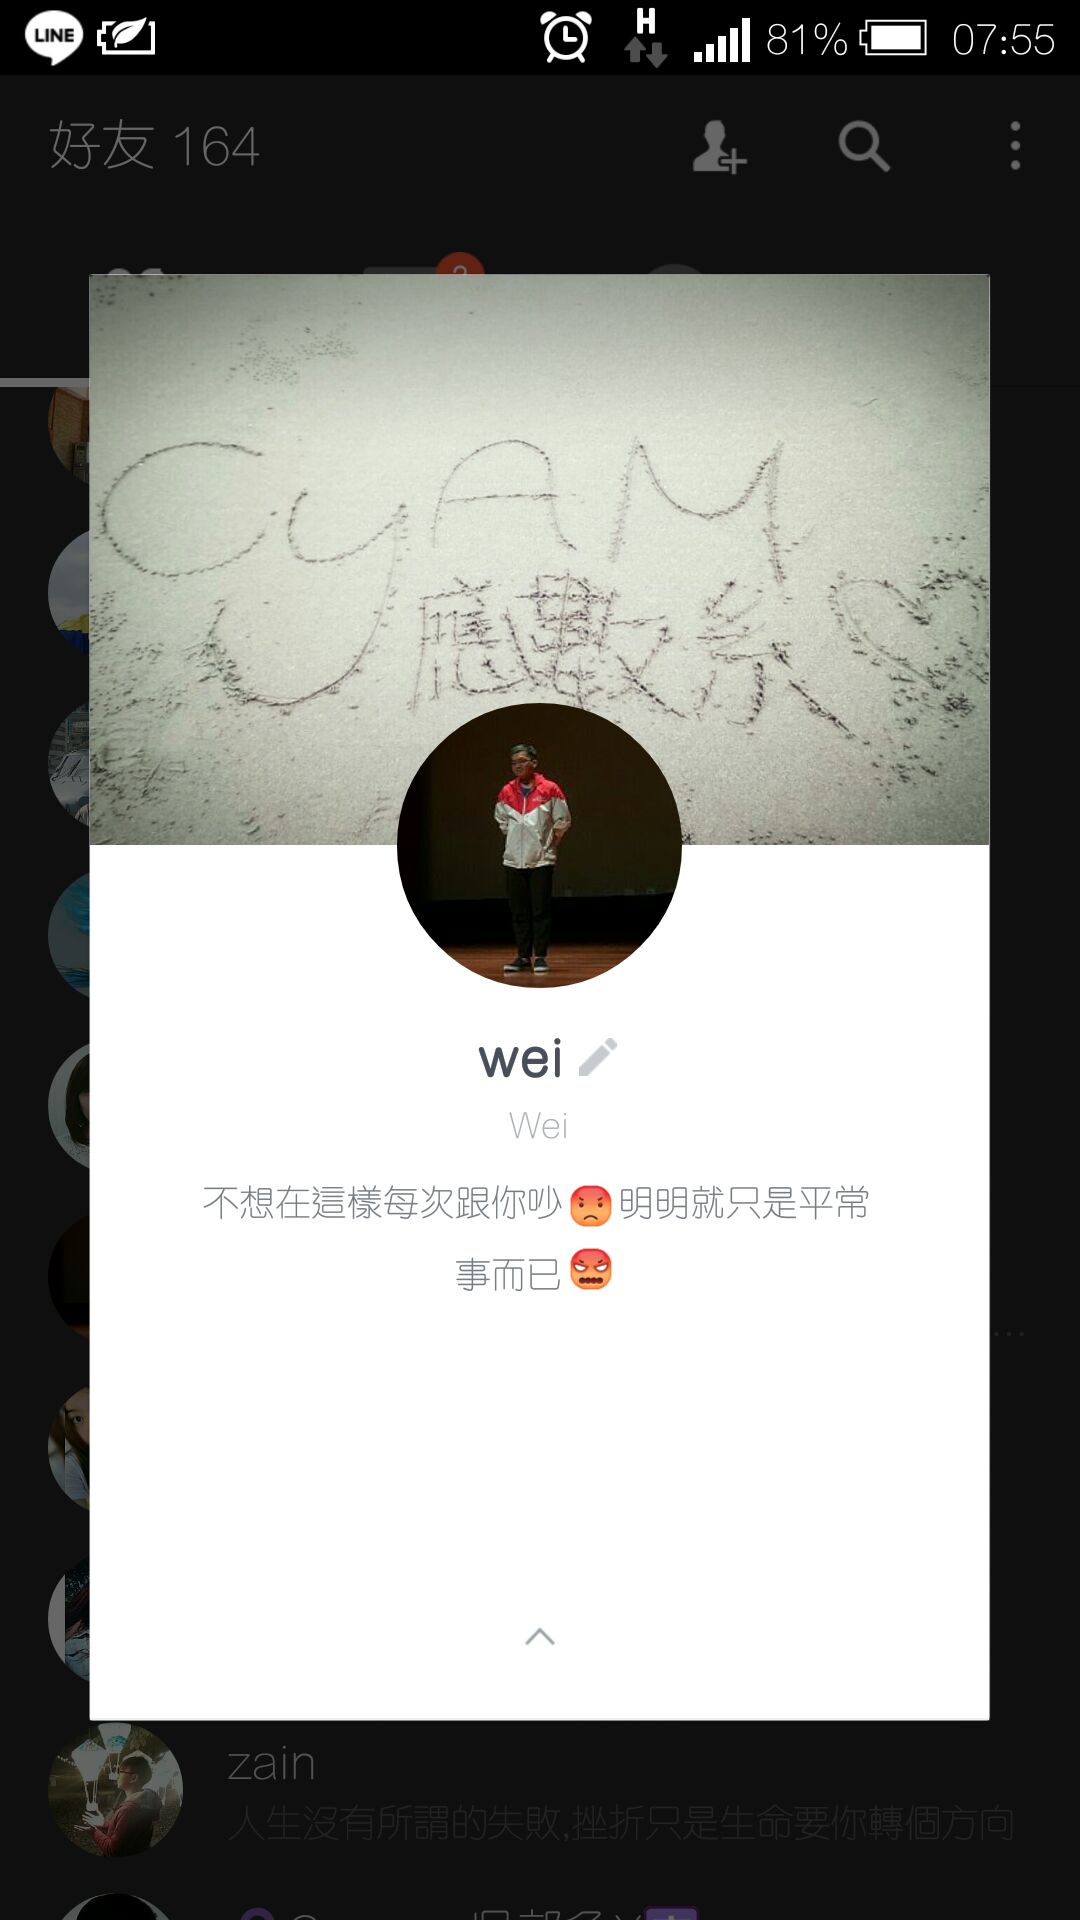 LINE
H
81%
07:55
好友 164
CyAM
應數系
wei
Wei
不想在這樣每次跟你吵😡明明就只是平常
事而已👿
zain
人生沒有所謂的失敗,挫折只是生命要你轉個方向